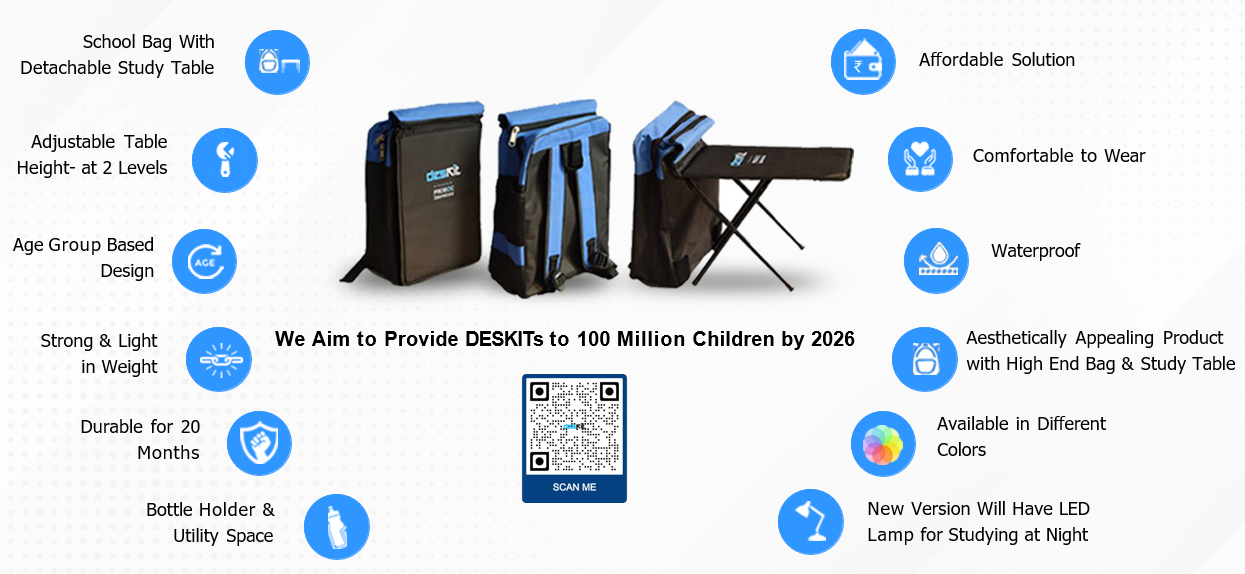 School Bag With
Detachable Study Table
Adjustable Table
Height- at 2 Levels
Age Group Based
Design
AGE
Strong & Light
in Weight
Durable for 20
Months
Bottle Holder &
Utility Space
desKit
We Aim to Provide DESKITs to 100 Million Children by 2026
desKit
SCAN ME
₹
Affordable Solution
Comfortable to Wear
Waterproof
Aesthetically Appealing Product
with High End Bag & Study Table
Available in Different
Colors
New Version Will Have LED
Lamp for Studying at Night